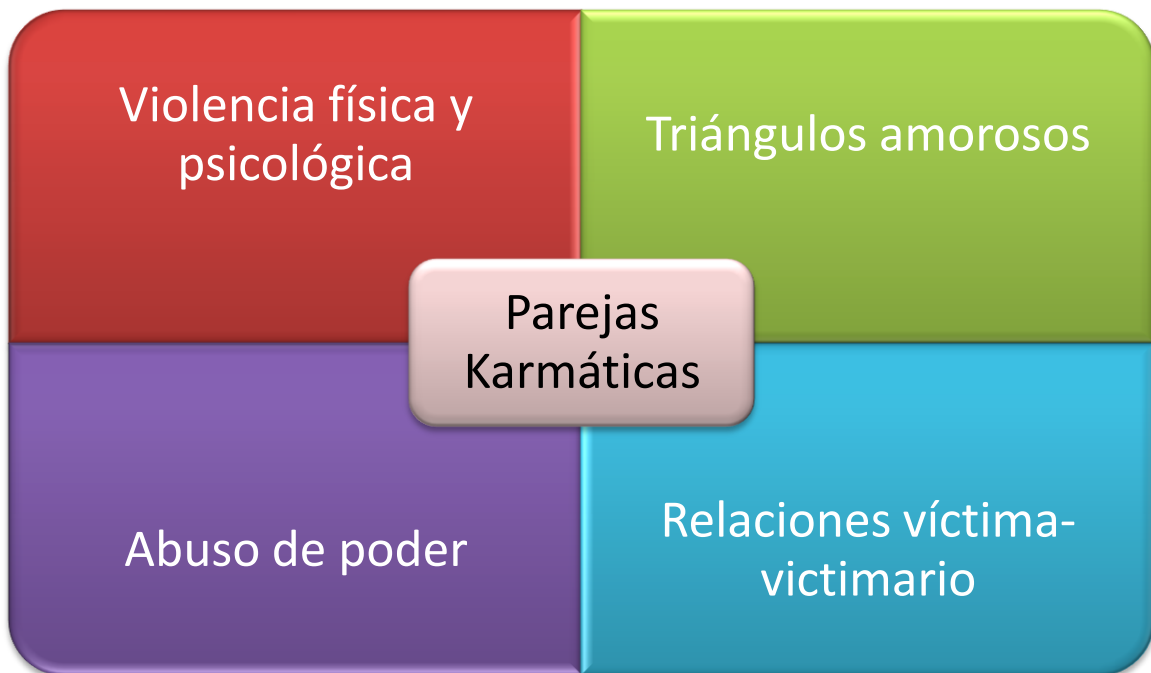 Violencia física y
psicológica
Triángulos amorosos
Parejas
Karmáticas
Abuso de poder
Relaciones víctima-
victimario